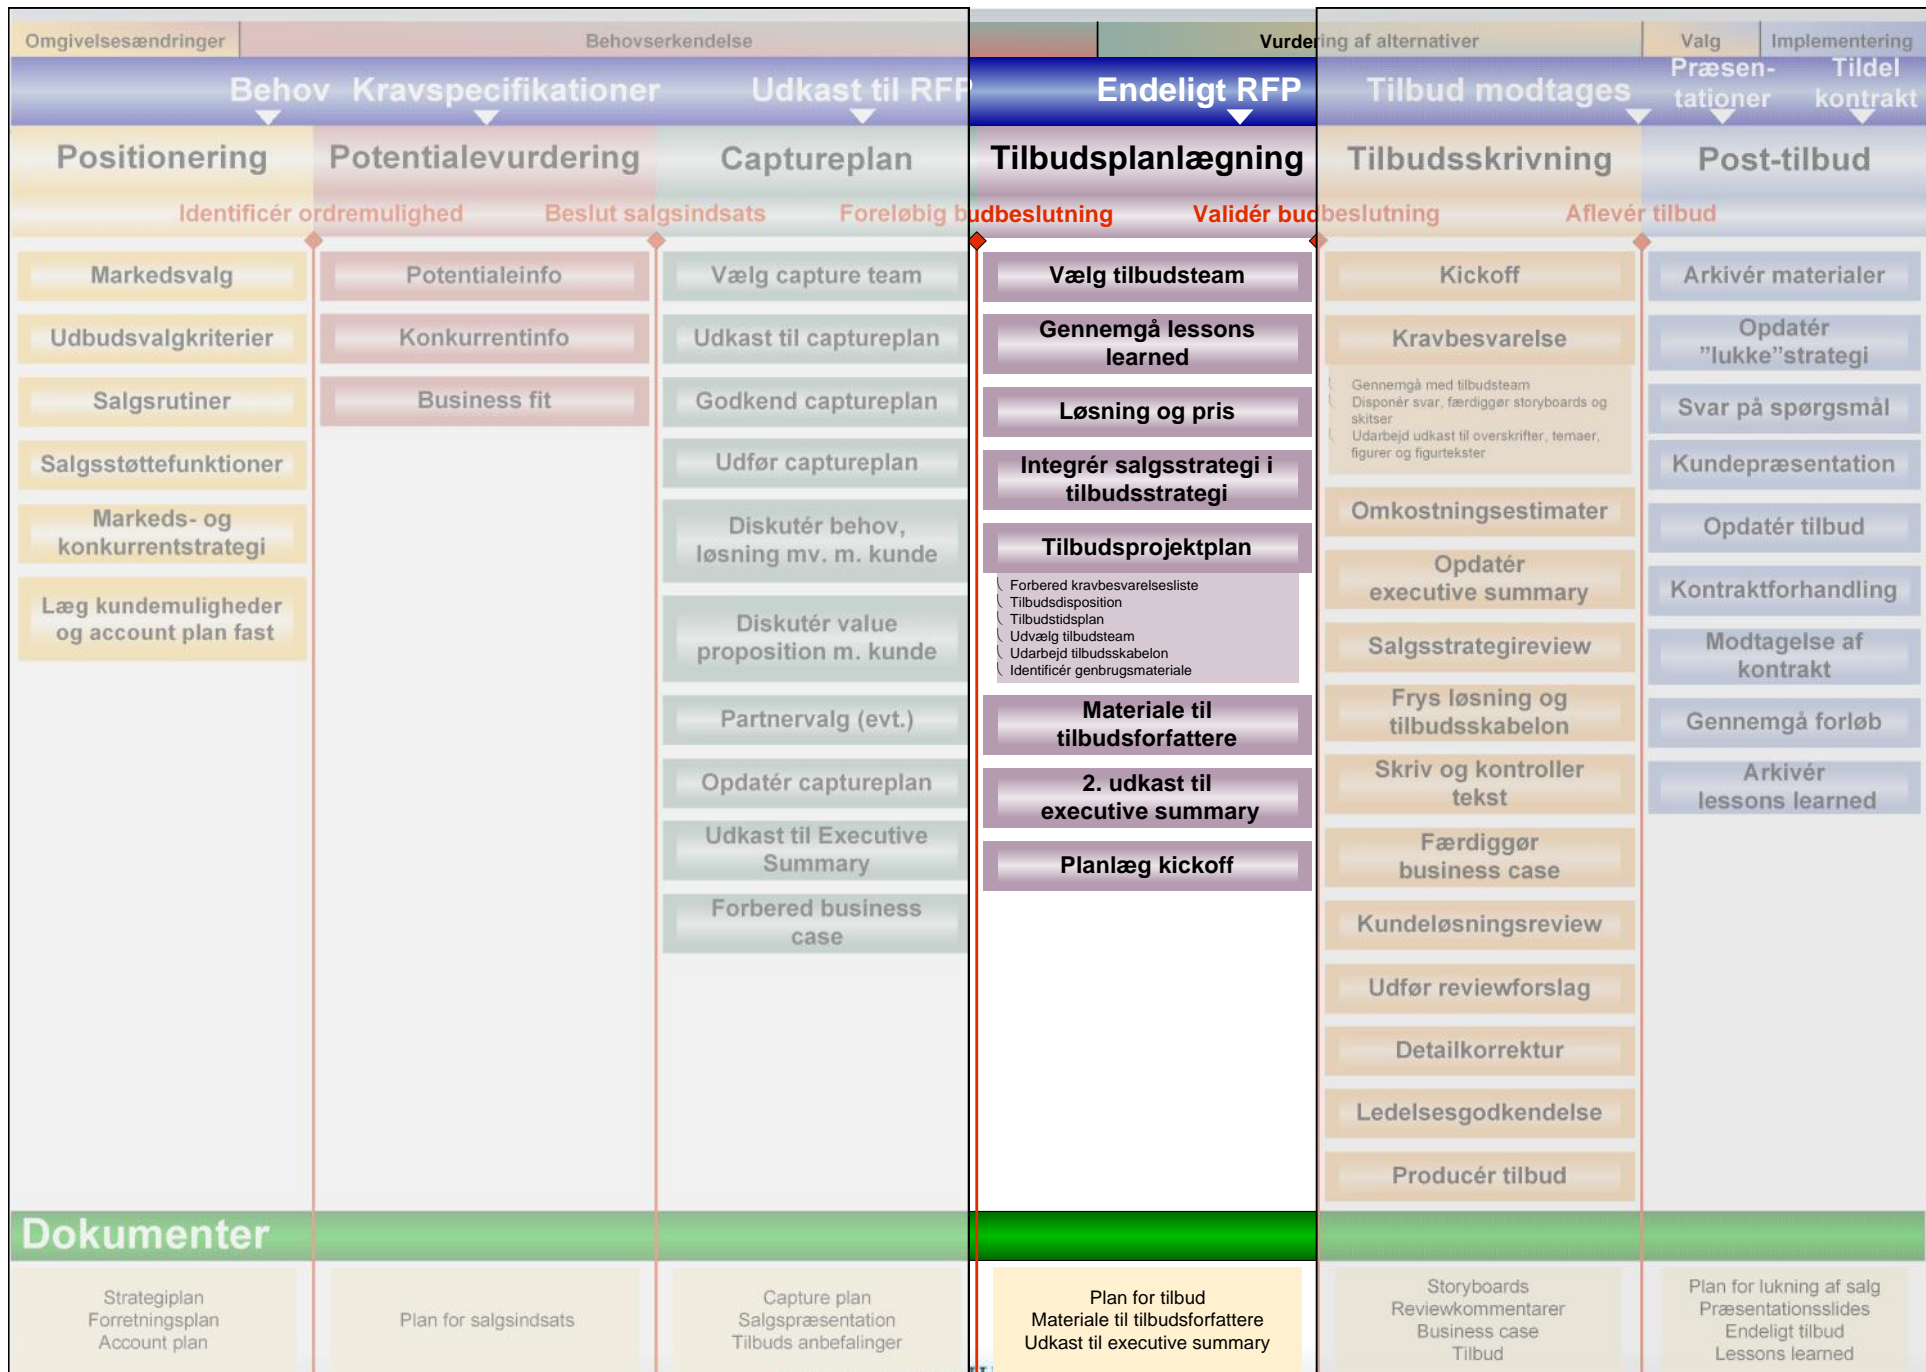 Omgivelsesændringer
Behovserkendelse
Vurdering af alternativer
Valg
Implementering
Behov
Kravspecifikationer
Udkast til RFP
Endeligt RFP
Tilbud modtages
Præsen-
tationer
Tildel
kontrakt
Positionering
Potentialevurdering
Captureplan
Tilbudsplanlægning
Tilbudsskrivning
Post-tilbud
Identificér ordremulighed
Beslut salgsindsats
Foreløbig budbeslutning
Validér budbeslutning
Aflevér tilbud
Markedsvalg
Udbudsvalgkriterier
Salgsrutiner
Salgsstøttefunktioner
Markeds- og
konkurrentstrategi
Læg kundemuligheder
og account plan fast
Potentialeinfo
Konkurrentinfo
Business fit
Vælg capture team
Udkast til captureplan
Godkend captureplan
Udfør captureplan
Diskutér behov,
løsning mv. m. kunde
Diskutér value
proposition m. kunde
Partnervalg (evt.)
Opdatér captureplan
Udkast til Executive
Summary
Forbered business
case
Vælg tilbudsteam
Gennemgå lessons
learned
Løsning og pris
Integrér salgsstrategi i
tilbudsstrategi
Tilbudsprojektplan
Forbered kravbesvarelsesliste
Tilbudsdisposition
Tilbudstidsplan
Udvælg tilbudsteam
Udarbejd tilbudsskabelon
Identificér genbrugsmateriale
Materiale til
tilbudsforfattere
2. udkast til
executive summary
Planlæg kickoff
Kickoff
Kravbesvarelse
Gennemgå med tilbudsteam
Disponér svar, færdiggør storyboards og
skitser
Udarbejd udkast til overskrifter, temaer,
figurer og figurtekster
Omkostningsestimater
Opdatér
executive summary
Salgsstrategireview
Frys løsning og
tilbudsskabelon
Skriv og kontroller
tekst
Færdiggør
business case
Kundeløsningsreview
Udfør reviewforslag
Detailkorrektur
Ledelsesgodkendelse
Producér tilbud
Arkivér materialer
Opdatér
”lukke”strategi
Svar på spørgsmål
Kundepræsentation
Opdatér tilbud
Kontraktforhandling
Modtagelse af
kontrakt
Gennemgå forløb
Arkivér
lessons learned
Dokumenter
Strategiplan
Forretningsplan
Account plan
Plan for salgsindsats
Capture plan
Salgspræsentation
Tilbuds anbefalinger
Plan for tilbud
Materiale til tilbudsforfattere
Udkast til executive summary
Storyboards
Reviewkommentarer
Business case
Tilbud
Plan for lukning af salg
Præsentationsslides
Endeligt tilbud
Lessons learned